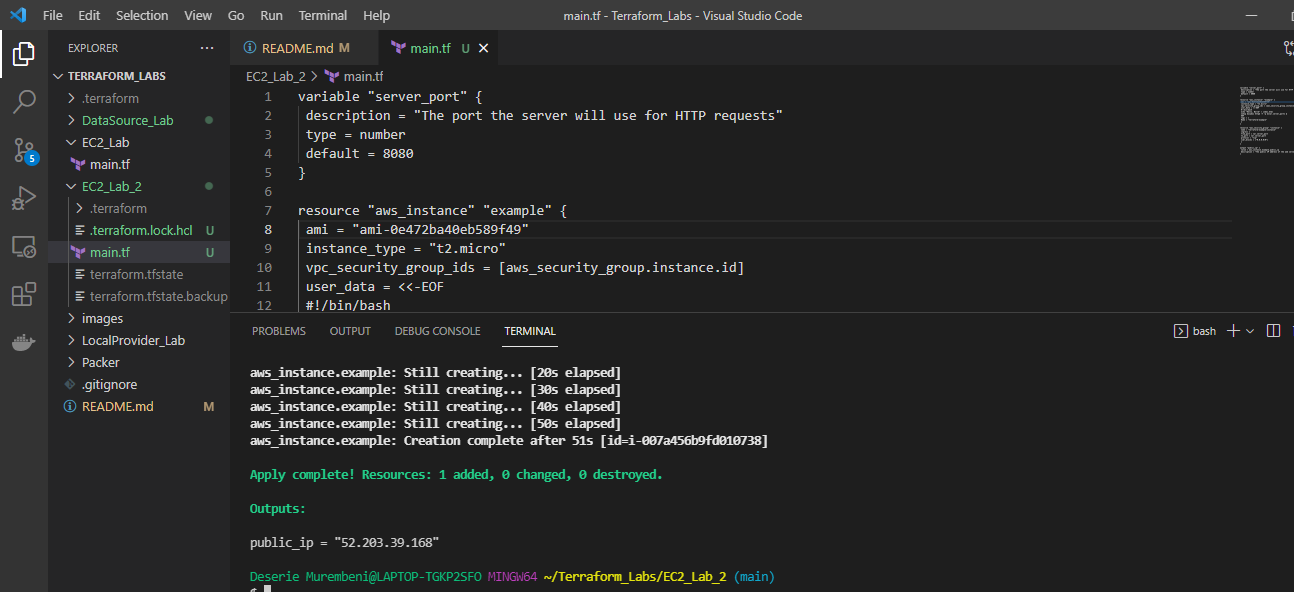 File Edit Selection View Go Run Terminal Help
main.tf - Terraform_Labs - Visual Studio Code
EXPLORER ...
TERRAFORM_LABS
.terraform
DataSource_Lab
EC2_Lab
main.tf
EC2_Lab_2
.terraform
.terraform.lock.hcl U
main.tf U
terraform.tfstate
terraform.tfstate.backup
images
LocalProvider_Lab
Packer
.gitignore
README.md M
5
README.md M
main.tf U
EC2_Lab_2 > main.tf
1 variable "server_port" {
2 description = "The port the server will use for HTTP requests"
3 type = number
4 default = 8080
5 }
6
7 resource "aws_instance" "example" {
8 ami = "ami-0e472ba40eb589f49"
9 instance_type = "t2.micro"
10 vpc_security_group_ids = [aws_security_group.instance.id]
11 user_data = <<-EOF
12 #!/bin/bash
PROBLEMS OUTPUT DEBUG CONSOLE TERMINAL
bash
aws_instance.example: Still creating... [20s elapsed]
aws_instance.example: Still creating... [30s elapsed]
aws_instance.example: Still creating... [40s elapsed]
aws_instance.example: Still creating... [50s elapsed]
aws_instance.example: Creation complete after 51s [id=i-007a456b9fd010738]
Apply complete! Resources: 1 added, 0 changed, 0 destroyed.
Outputs:
public_ip = "52.203.39.168"
Deserie Murembeni@LAPTOP-TGKP2SFO MINGW64 ~/Terraform_Labs/EC2_Lab_2 (main)
$